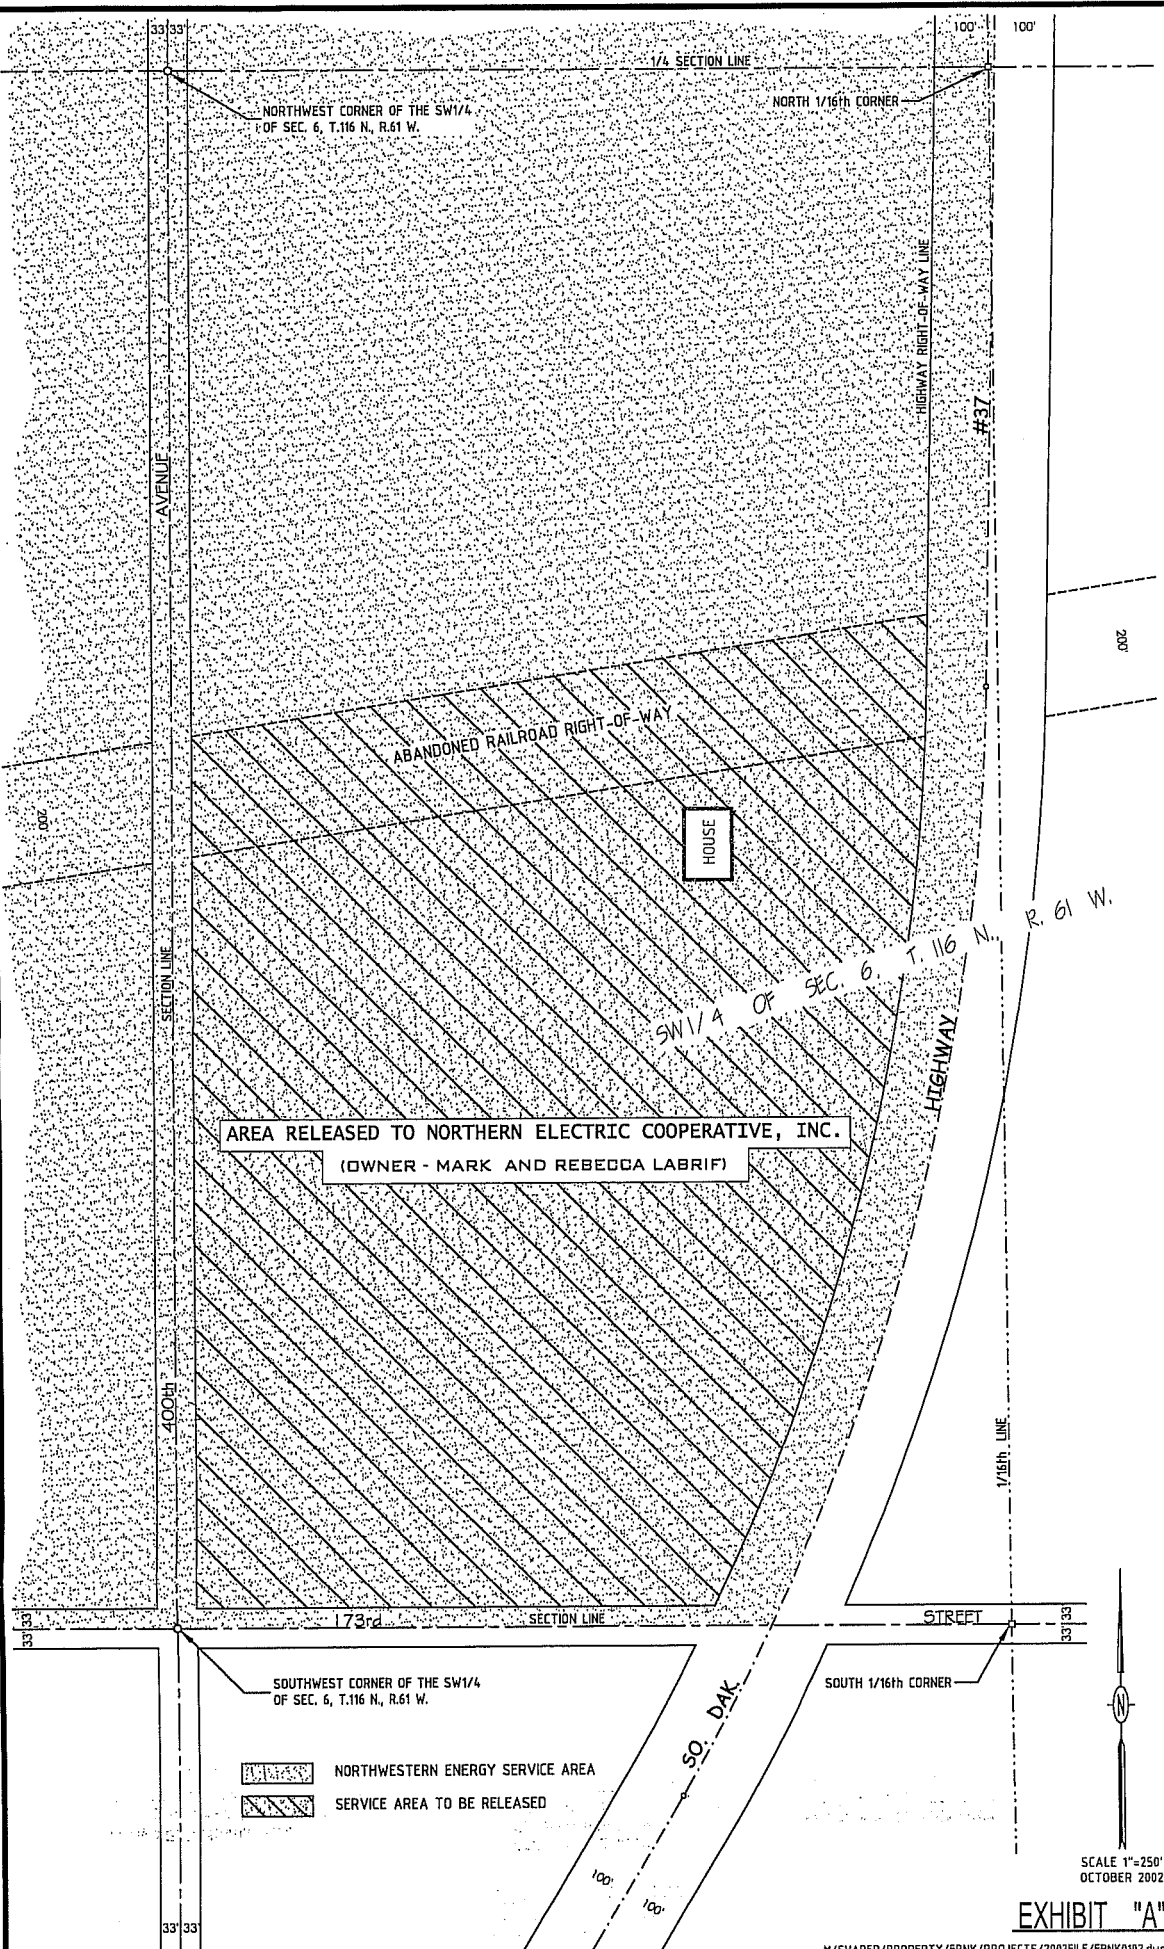 33' 33'
100' 100'
1/4 SECTION LINE
NORTHWEST CORNER OF THE SW1/4
OF SEC. 6, T.116 N., R.61 W.
NORTH 1/16th CORNER
HIGHWAY RIGHT-OF-WAY LINE
#37
AVENUE
200'
ABANDONED RAILROAD RIGHT-OF-WAY
200'
HOUSE
SW1/4 OF SEC. 6, T. 116 N., R. 61 W.
SECTION LINE
HIGHWAY
AREA RELEASED TO NORTHERN ELECTRIC COOPERATIVE, INC.
(OWNER - MARK AND REBECCA LABRIF)
400th
1/16th LINE
33' 33'
173rd
SECTION LINE
STREET
33' 33'
SOUTHWEST CORNER OF THE SW1/4
OF SEC. 6, T.116 N., R.61 W.
SOUTH 1/16th CORNER
SO. DAK.
N
NORTHWESTERN ENERGY SERVICE AREA
SERVICE AREA TO BE RELEASED
SCALE 1"=250'
OCTOBER 2002
100'
100'
33' 33'
EXHIBIT "A"